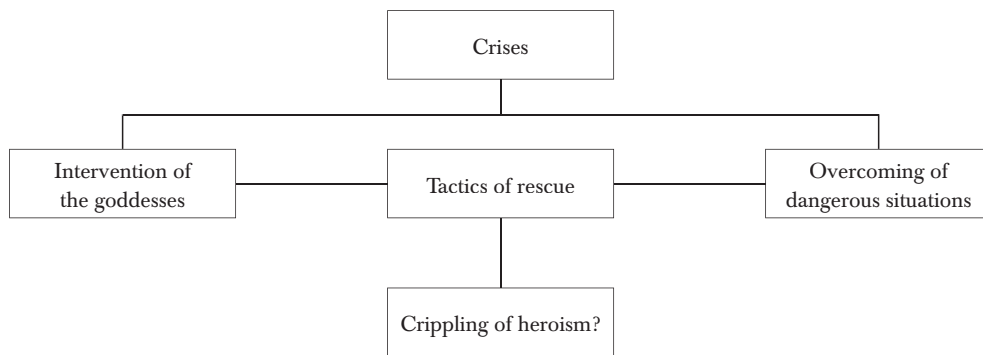 Crises
Intervention of
the goddesses
Tactics of rescue
Overcoming of
dangerous situations
Crippling of heroism?